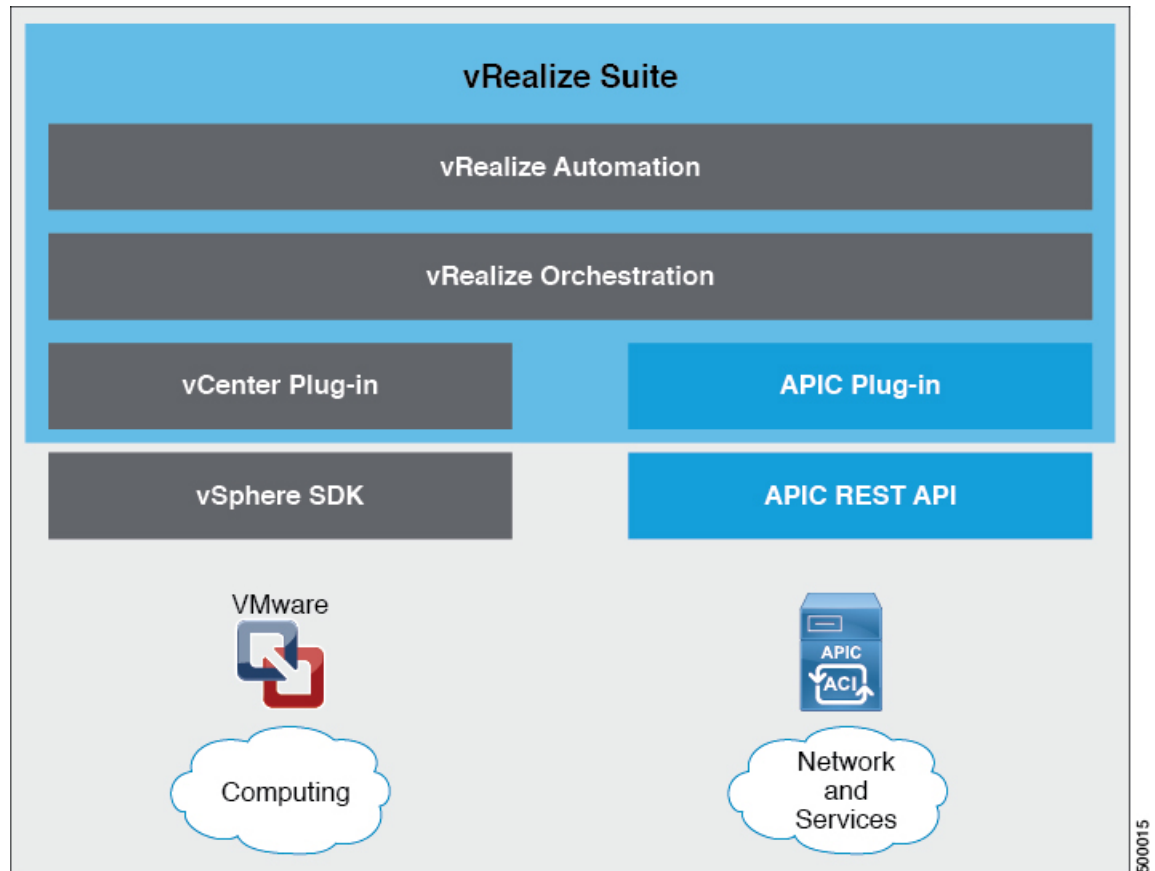 vRealize Suite
vRealize Automation
vRealize Orchestration
vCenter Plug-in
APIC Plug-in
vSphere SDK
APIC REST API
VMware
APIC
ACI
Computing
Network
and
Services
500015